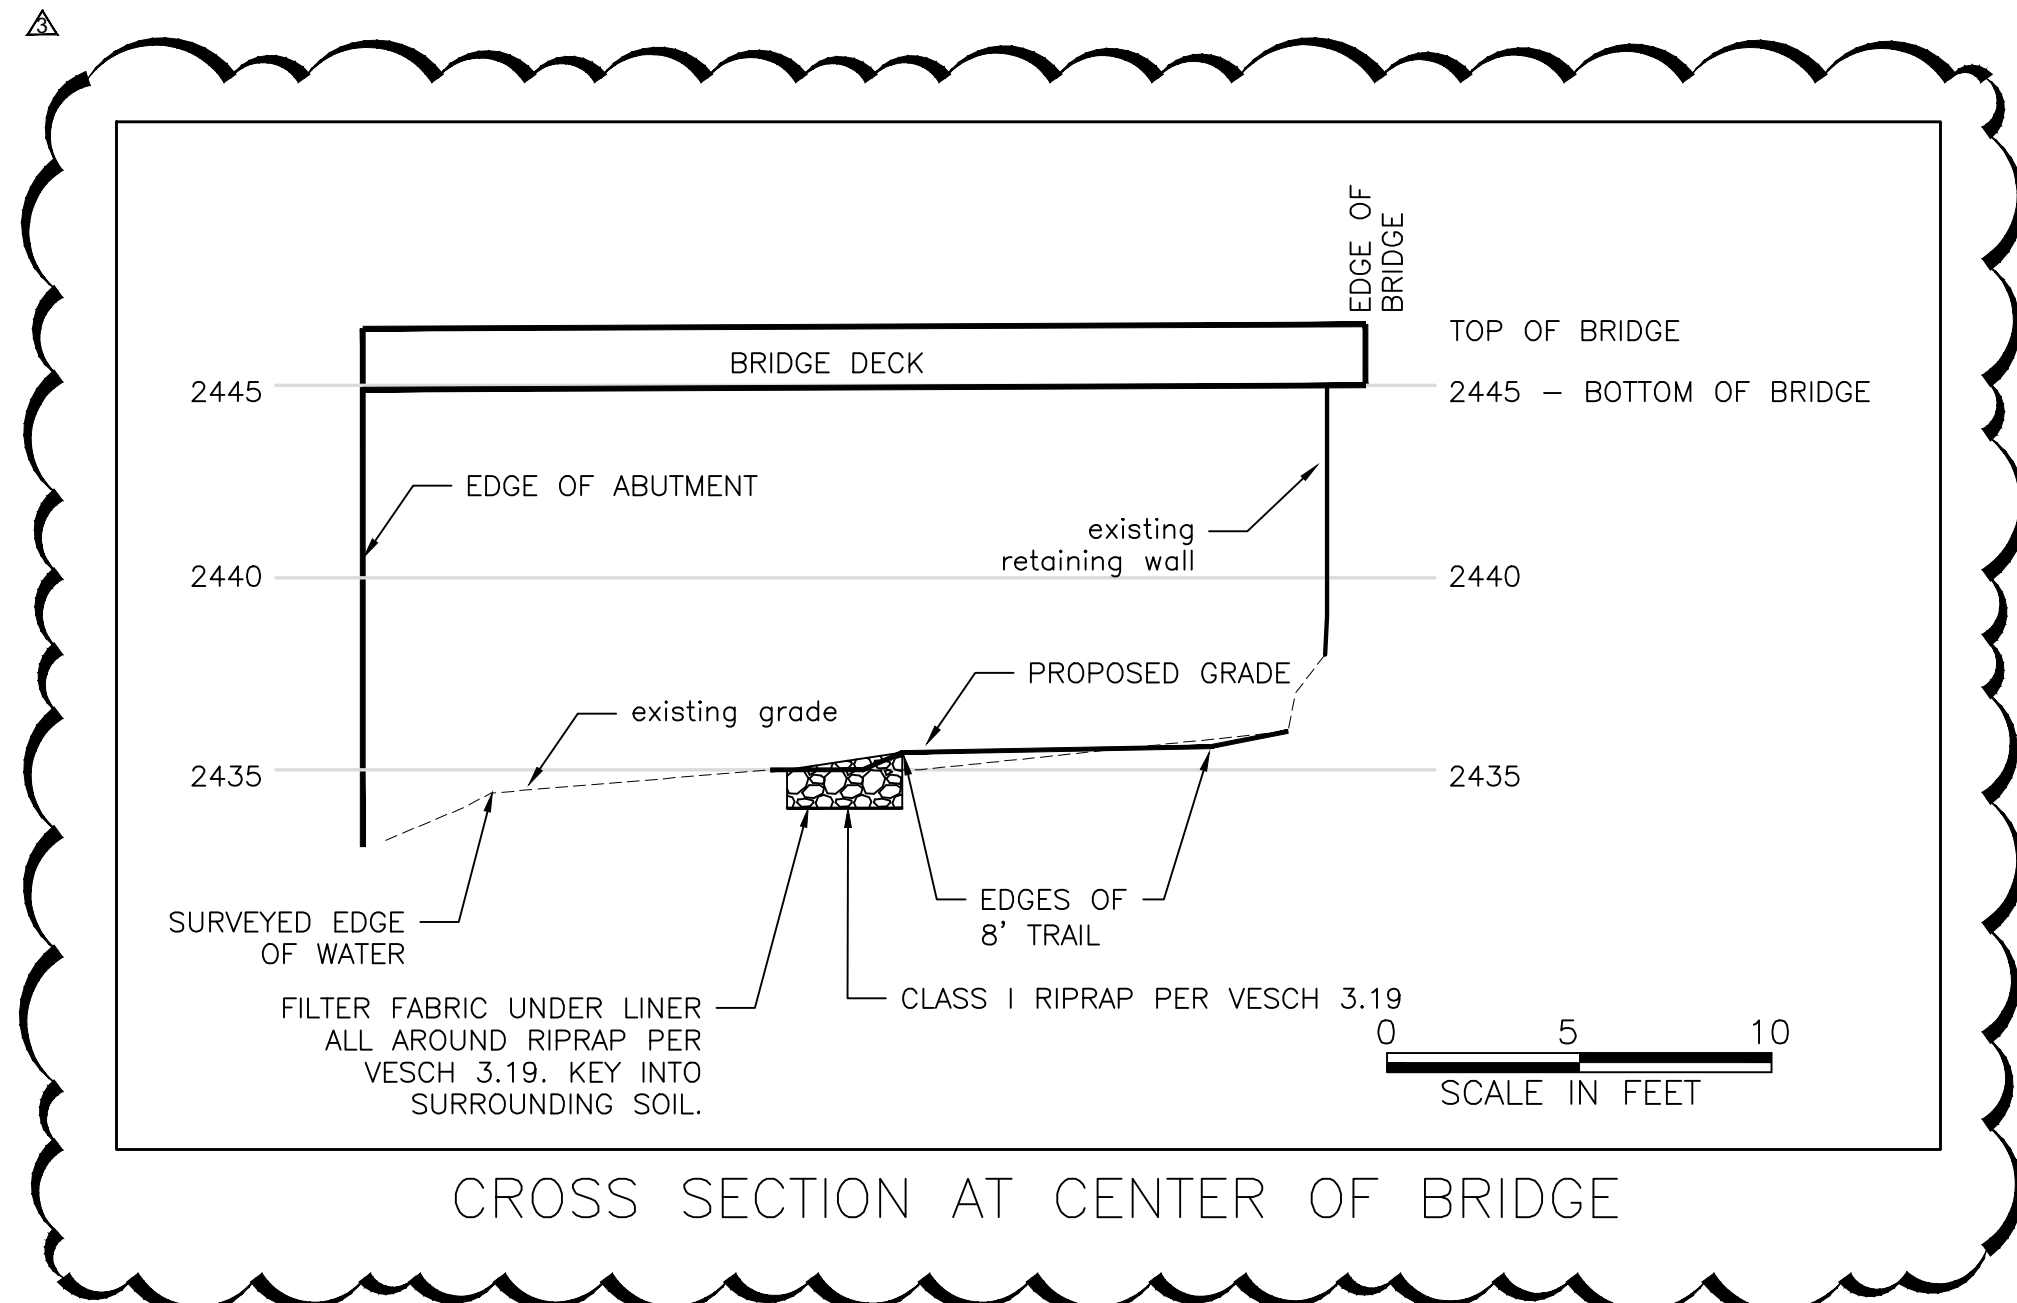 3
EDGE OF
BRIDGE
TOP OF BRIDGE
BRIDGE DECK
2445
2445 – BOTTOM OF BRIDGE
EDGE OF ABUTMENT
existing
retaining wall
2440
2440
PROPOSED GRADE
existing grade
2435
2435
EDGES OF
8' TRAIL
SURVEYED EDGE
OF WATER
FILTER FABRIC UNDER LINER
ALL AROUND RIPRAP PER
VESCH 3.19. KEY INTO
SURROUNDING SOIL.
CLASS I RIPRAP PER VESCH 3.19
0 5 10
SCALE IN FEET
CROSS SECTION AT CENTER OF BRIDGE